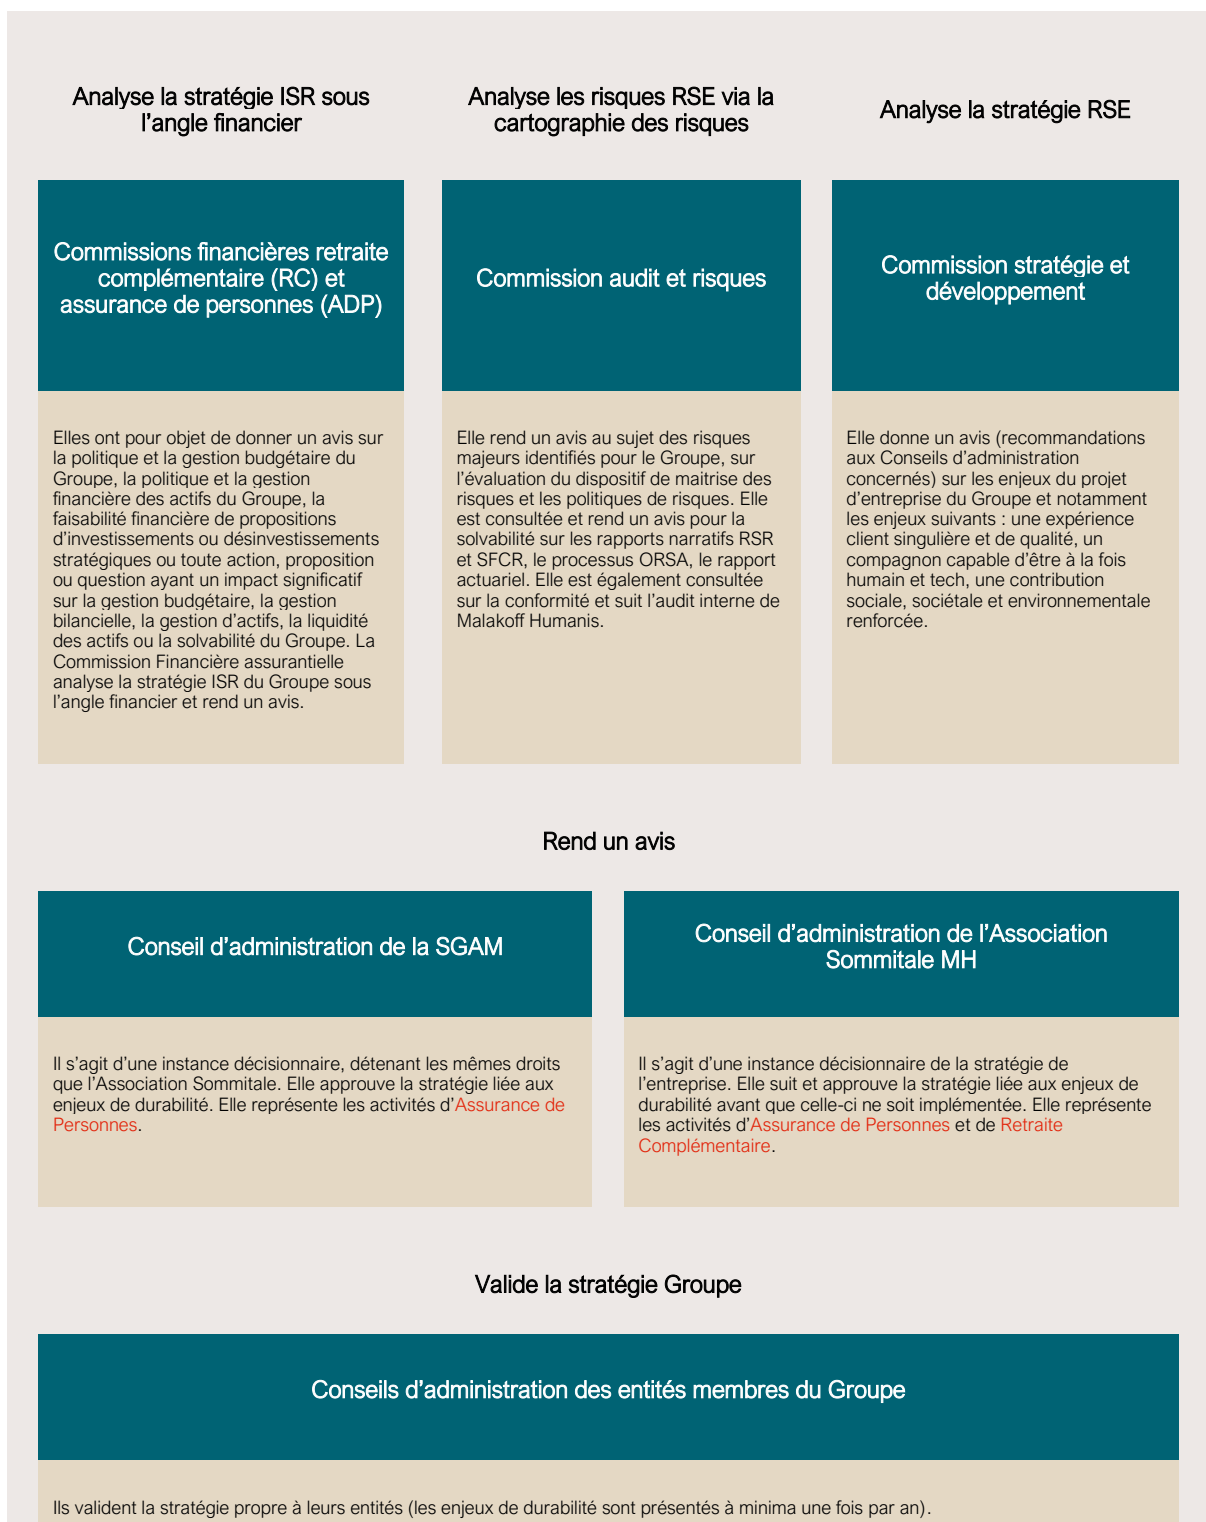 Analyse la stratégie ISR sous
l'angle financier
Analyse les risques RSE via la
cartographie des risques
Analyse la stratégie RSE
Commissions financières retraite
complémentaire (RC) et
assurance de personnes (ADP)
Commission audit et risques
Commission stratégie et
développement
Elles ont pour objet de donner un avis sur
la politique et la gestion budgétaire du
Groupe, la politique et la gestion
financière des actifs du Groupe, la
faisabilité financière de propositions
d'investissements ou désinvestissements
stratégiques ou toute action, proposition
ou question ayant un impact significatif
sur la gestion budgétaire, la gestion
bilancielle, la gestion d'actifs, la liquidité
des actifs ou la solvabilité du Groupe. La
Commission Financière assurantielle
analyse la stratégie ISR du Groupe sous
l'angle financier et rend un avis.
Elle rend un avis au sujet des risques
majeurs identifiés pour le Groupe, sur
l'évaluation du dispositif de maitrise des
risques et les politiques de risques. Elle
est consultée et rend un avis pour la
solvabilité sur les rapports narratifs RSR
et SFCR, le processus ORSA, le rapport
actuariel. Elle est également consultée
sur la conformité et suit l'audit interne de
Malakoff Humanis.
Elle donne un avis (recommandations
aux Conseils d'administration
concernés) sur les enjeux du projet
d'entreprise du Groupe et notamment
les enjeux suivants : une expérience
client singulière et de qualité, un
compagnon capable d'être à la fois
humain et tech, une contribution
sociale, sociétale et environnementale
renforcée.
Rend un avis
Conseil d'administration de la SGAM
Conseil d'administration de l'Association
Sommitale MH
Il s'agit d'une instance décisionnaire, détenant les mêmes droits
que l'Association Sommitale. Elle approuve la stratégie liée aux
enjeux de durabilité. Elle représente les activités d'Assurance de
Personnes.
Il s'agit d'une instance décisionnaire de la stratégie de
l'entreprise. Elle suit et approuve la stratégie liée aux enjeux de
durabilité avant que celle-ci ne soit implémentée. Elle représente
les activités d'Assurance de Personnes et de Retraite
Complémentaire.
Valide la stratégie Groupe
Conseils d'administration des entités membres du Groupe
Ils valident la stratégie propre à leurs entités (les enjeux de durabilité sont présentés à minima une fois par an).